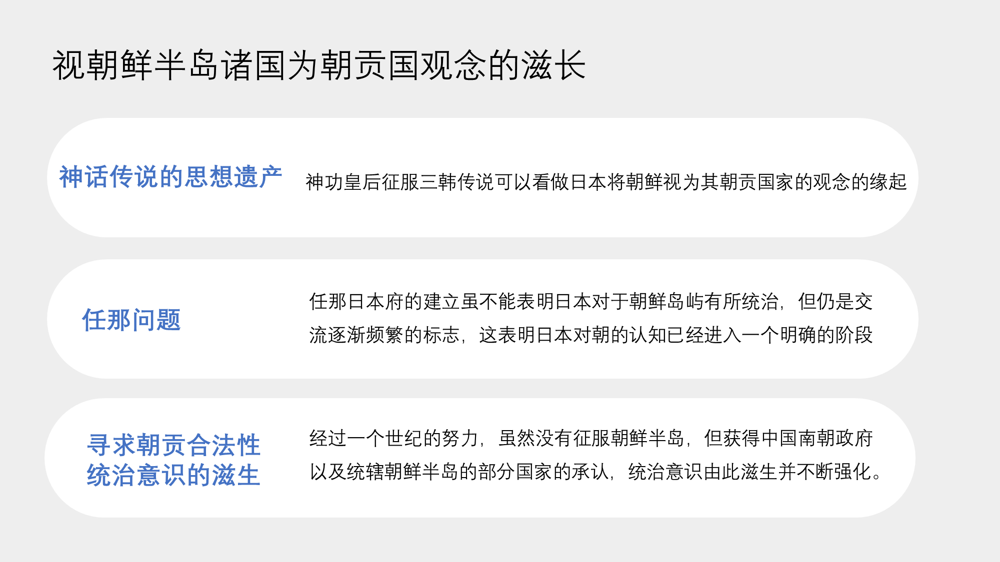 视朝鲜半岛诸国为朝贡国观念的滋长
神话传说的思想遗产
神功皇后征服三韩传说可以看做日本将朝鲜视为其朝贡国家的观念的缘起
任那问题
任那日本府的建立虽不能表明日本对于朝鲜岛屿有所统治，但仍是交
流逐渐频繁的标志，这表明日本对朝的认知已经进入一个明确的阶段
寻求朝贡合法性
统治意识的滋生
经过一个世纪的努力，虽然没有征服朝鲜半岛，但获得中国南朝政府
以及统辖朝鲜半岛的部分国家的承认，统治意识由此滋生并不断强化。